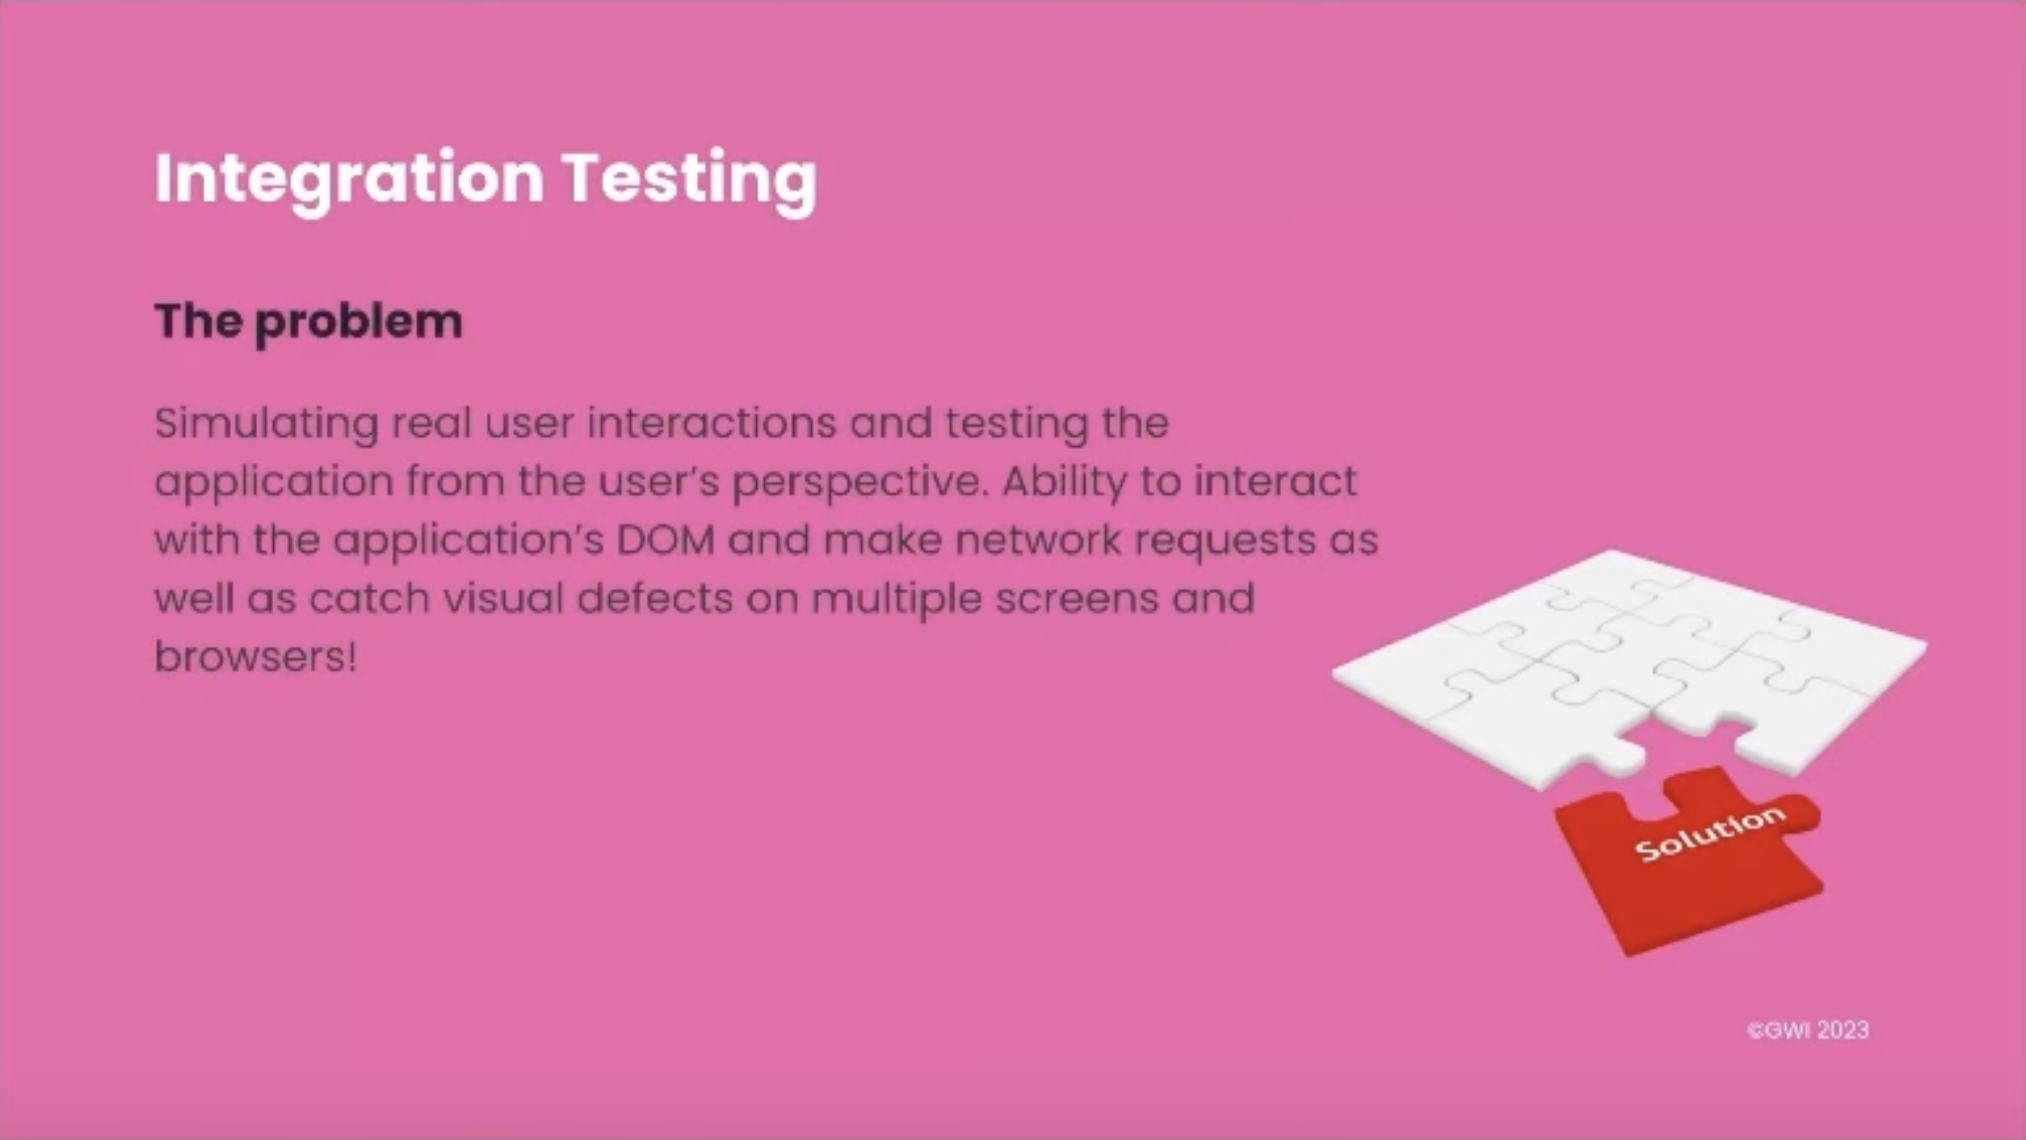 Integration Testing
The problem
Simulating real user interactions and testing the
application from the user’s perspective. Ability to interact
with the application’s DOM and make network requests as
well as catch visual defects on multiple screens and
browsers!
Solution
©GWI 2023